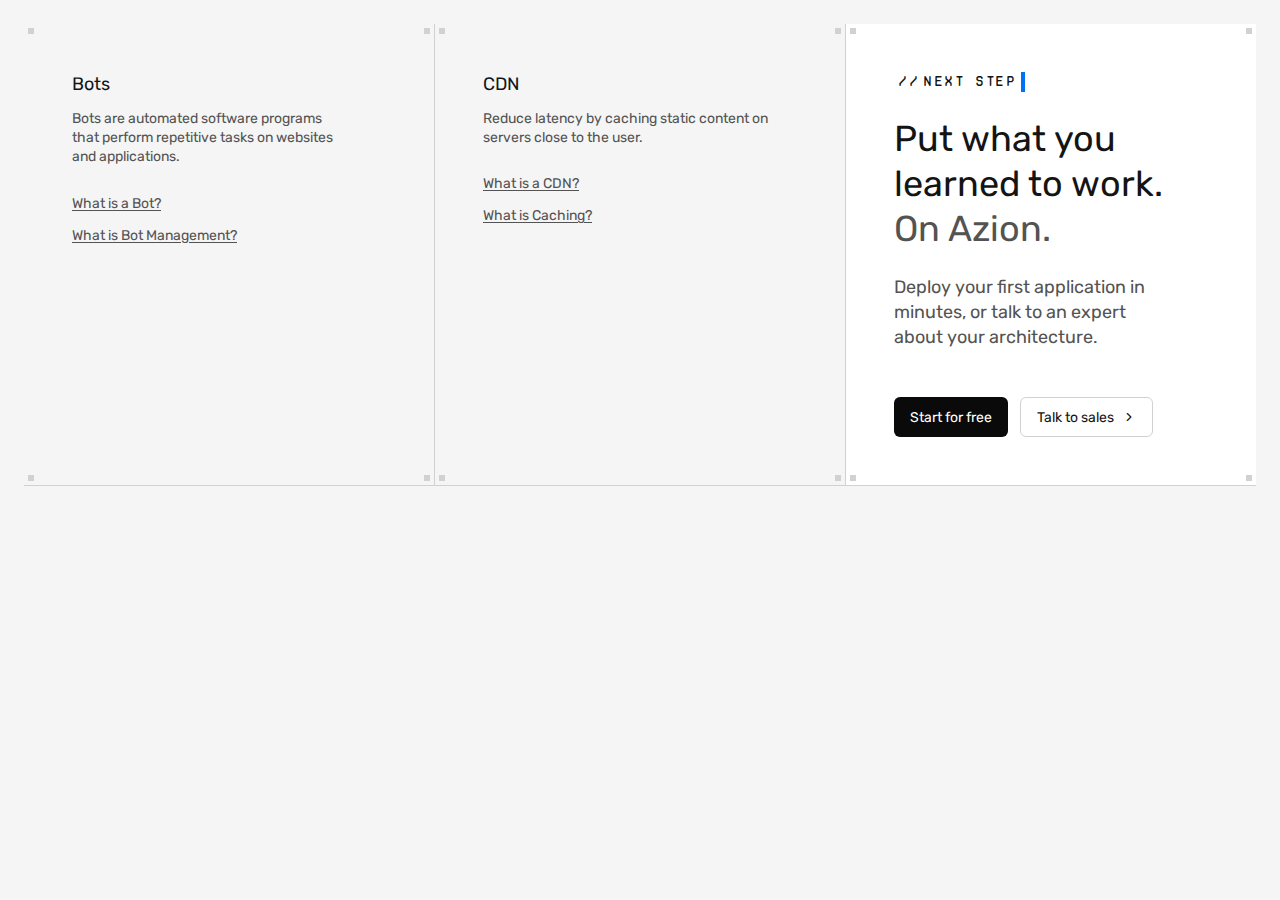 Bots
Bots are automated software programs
that perform repetitive tasks on websites
and applications.
What is a Bot?
What is Bot Management?
CDN
Reduce latency by caching static content on
servers close to the user.
What is a CDN?
What is Caching?
// NEXT STEP
Put what you
learned to work.
On Azion.
Deploy your first application in
minutes, or talk to an expert
about your architecture.
Start for free
Talk to sales